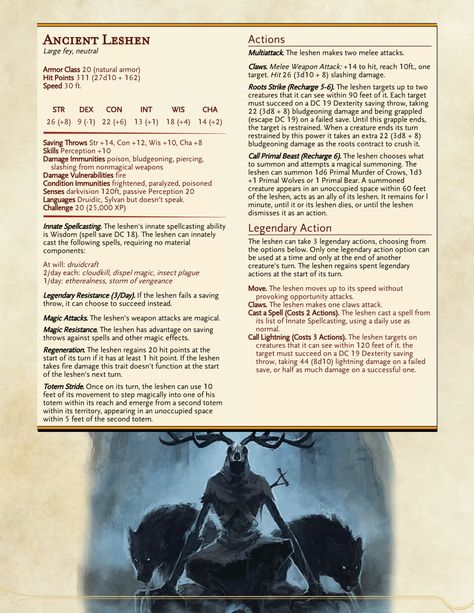 ANCIENT LESHEN
Large fey, neutral
Armor Class 20 (natural armor)
Hit Points 311 (27d10 + 162)
Speed 30 ft.
STR DEX CON INT WIS CHA
26 (+8) 9 (-1) 22 (+6) 13 (+1) 18 (+4) 14 (+2)
Saving Throws Str +14, Con +12, Wis +10, Cha +8
Skills Perception +10
Damage Immunities poison, bludgeoning, piercing,
slashing from nonmagical weapons
Damage Vulnerabilities fire
Condition Immunities frightened, paralyzed, poisoned
Senses darkvision 120ft, passive Perception 20
Languages Druidic, Sylvan but doesn't speak.
Challenge 20 (25,000 XP)
Innate Spellcasting. The leshen's innate spellcasting ability
is Wisdom (spell save DC 18). The leshen can innately
cast the following spells, requiring no material
components:
At will: druidcraft
2/day each: cloudkill, dispel magic, insect plague
1/day: etherealness, storm of vengeance
Legendary Resistance (3/Day). If the leshen fails a saving
throw, it can choose to succeed instead.
Magic Attacks. The leshen's weapon attacks are magical.
Magic Resistance. The leshen has advantage on saving
throws against spells and other magic effects.
Regeneration. The leshen regains 20 hit points at the
start of its turn if it has at least 1 hit point. If the leshen
takes fire damage this trait doesn't function at the start
of the leshen's next turn.
Totem Stride. Once on its turn, the leshen can use 10
feet of its movement to step magically into one of his
totem within its reach and emerge from a second totem
within its territory, appearing in an unoccupied space
within 5 feet of the second totem.
Actions
Multiattack. The leshen makes two melee attacks.
Claws. Melee Weapon Attack: +14 to hit, reach 10ft., one
target. Hit 26 (3d10 + 8) slashing damage.
Roots Strike (Recharge 5-6). The leshen targets up to two
creatures that it can see within 90 feet of it. Each target
must succeed on a DC 19 Dexterity saving throw, taking
22 (3d8 + 8) bludgeoning damage and being grappled
(escape DC 19) on a failed save. Until this grapple ends,
the target is restrained. When a creature ends its turn
restrained by this power it takes an extra 22 (3d8 + 8)
bludgeoning damage as the roots contract to crush it.
Call Primal Beast (Recharge 6). The leshen chooses what
to summon and attempts a magical summoning. The
leshen can summon 1d6 Primal Murder of Crows, 1d3
+1 Primal Wolves or 1 Primal Bear. A summoned
creature appear in an unoccupied space within 60 feet
of the leshen, acts as an ally of its leshen. It remains for 1
minute, until it or its leshen dies, or until the leshen
dismisses it as an action.
Legendary Action
The leshen can take 3 legendary actions, choosing from
the options below. Only one legendary action option can
be used at a time and only at the end of another
creature's turn. The leshen regains spent legendary
actions at the start of its turn.
Move. The leshen moves up to its speed without
provoking opportunity attacks.
Claws. The leshen makes one claws attack.
Cast a Spell (Costs 2 Actions). The leshen cast a spell from
its list of Innate Spellcasting, using a daily use as
normal.
Call Lightning (Costs 3 Actions). The leshen targets on
creatures that it can see within 120 feet of it. the
target must succeed on a DC 19 Dexterity saving
throw, taking 44 (8d10) lightning damage on a failed
save, or half as much damage on a successful one.